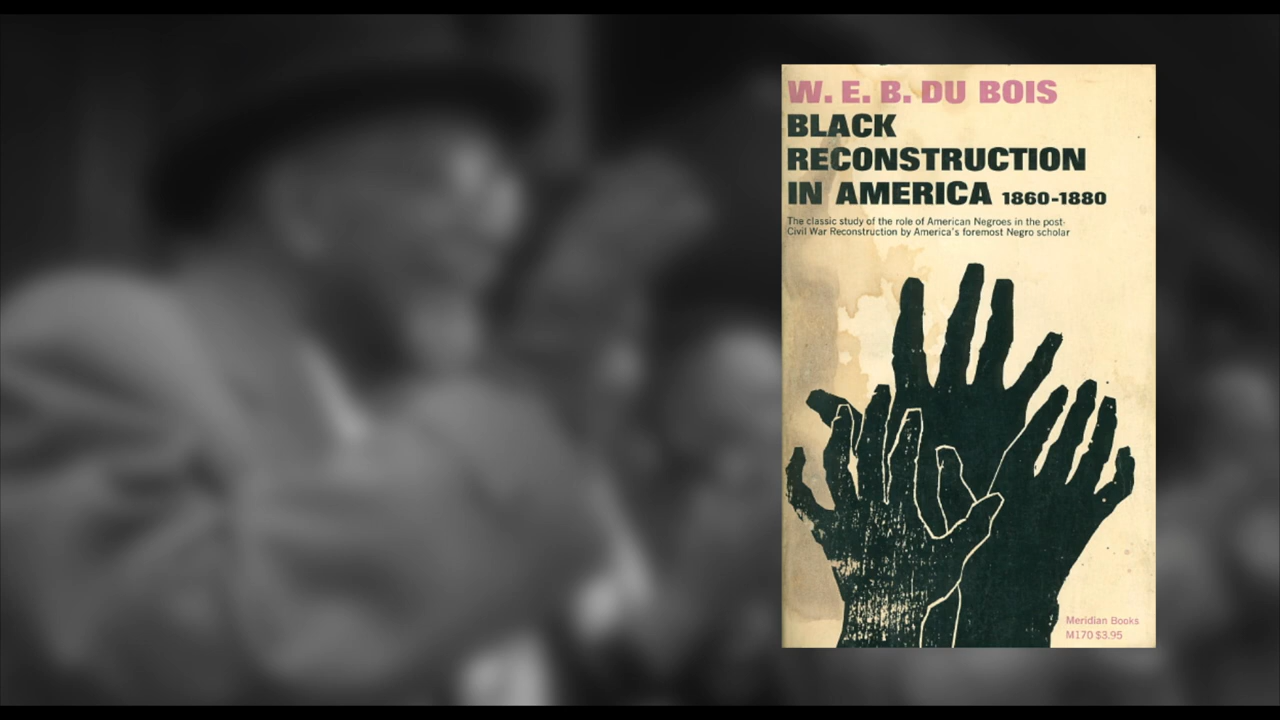 W. E. B. DU BOIS
BLACK
RECONSTRUCTION
IN AMERICA 1860-1880
The classic study of the role of American Negroes in the post-
Civil War Reconstruction by America's foremost Negro scholar
Meridian Books
M170 $3.95